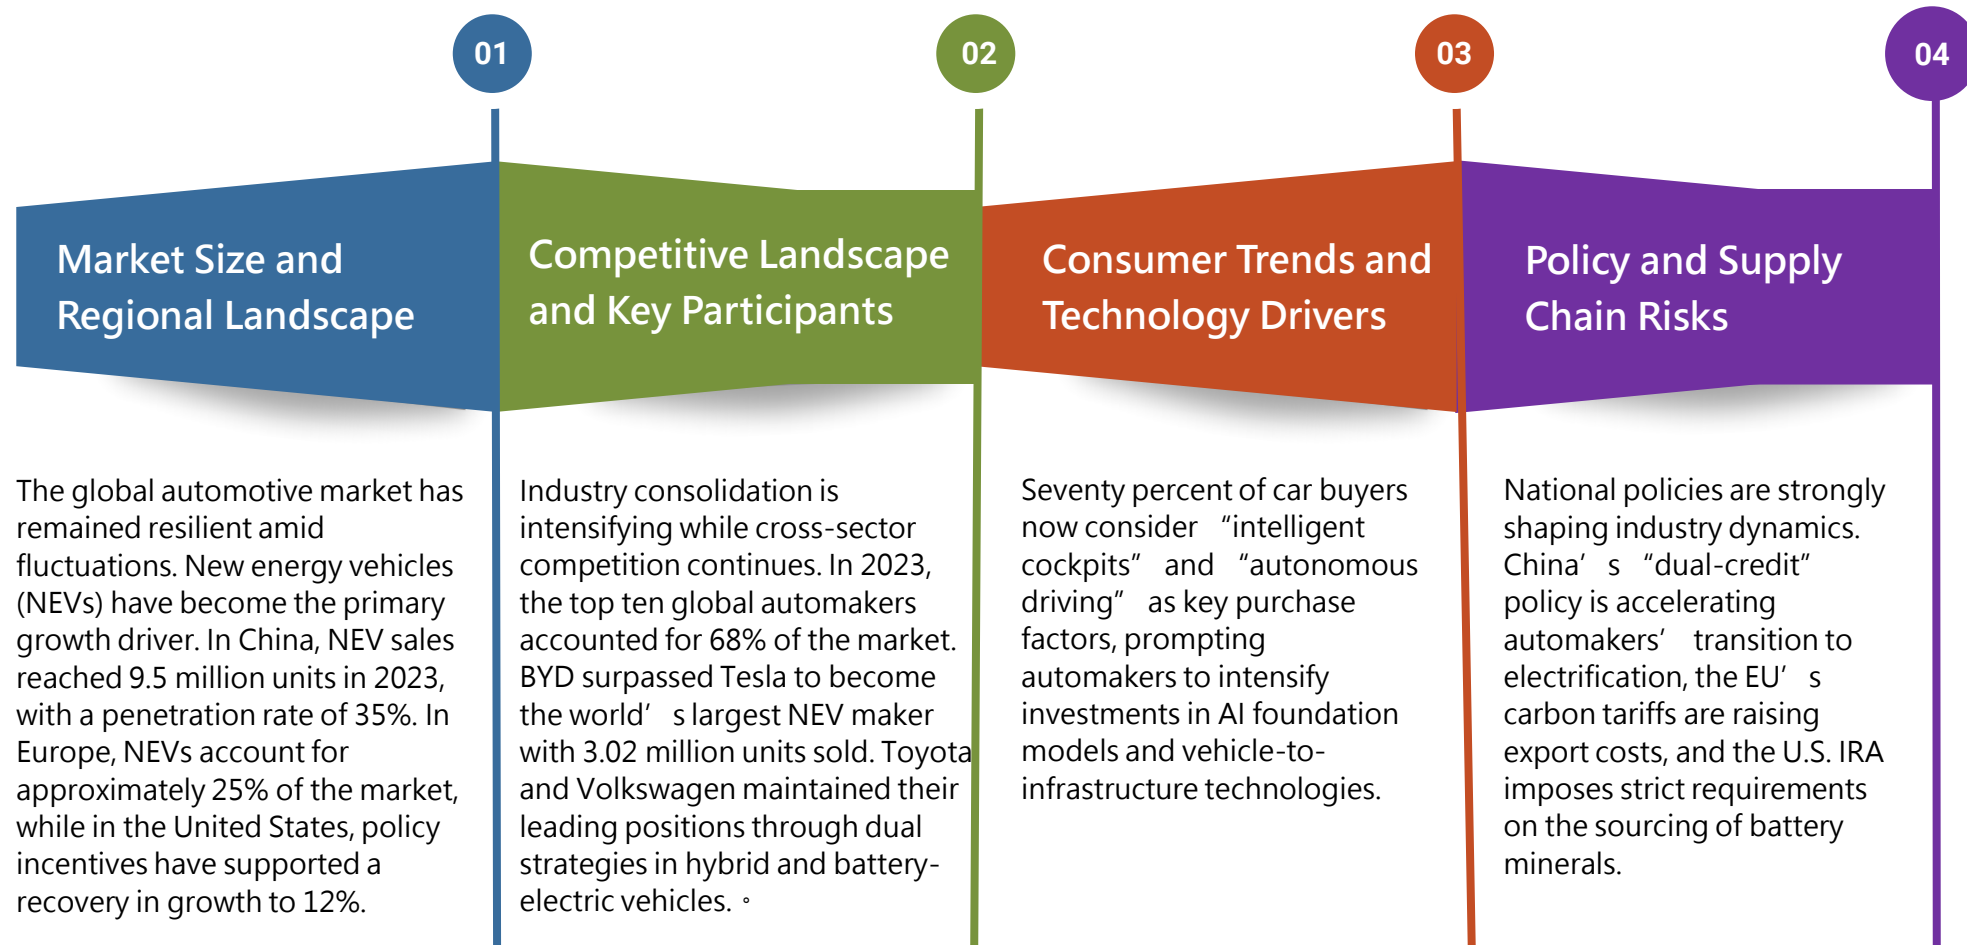 01
Market Size and
Regional Landscape
The global automotive market has
remained resilient amid
fluctuations. New energy vehicles
(NEVs) have become the primary
growth driver. In China, NEV sales
reached 9.5 million units in 2023,
with a penetration rate of 35%. In
Europe, NEVs account for
approximately 25% of the market,
while in the United States, policy
incentives have supported a
recovery in growth to 12%.
02
Competitive Landscape
and Key Participants
Industry consolidation is
intensifying while cross-sector
competition continues. In 2023,
the top ten global automakers
accounted for 68% of the market.
BYD surpassed Tesla to become
the world’s largest NEV maker
with 3.02 million units sold. Toyota
and Volkswagen maintained their
leading positions through dual
strategies in hybrid and battery-
electric vehicles. 。
03
Consumer Trends and
Technology Drivers
Seventy percent of car buyers
now consider “intelligent
cockpits” and “autonomous
driving” as key purchase
factors, prompting
automakers to intensify
investments in AI foundation
models and vehicle-to-
infrastructure technologies.
04
Policy and Supply
Chain Risks
National policies are strongly
shaping industry dynamics.
China’s “dual-credit”
policy is accelerating
automakers’ transition to
electrification, the EU’s
carbon tariffs are raising
export costs, and the U.S. IRA
imposes strict requirements
on the sourcing of battery
minerals.